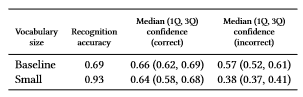 Vocabulary size Recognition accuracy Median (1Q, 3Q) confidence (correct) Median (1Q, 3Q) confidence (incorrect)
Baseline 0.69 0.66 (0.62, 0.69) 0.57 (0.52, 0.61)
Small 0.93 0.64 (0.58, 0.68) 0.38 (0.37, 0.41)